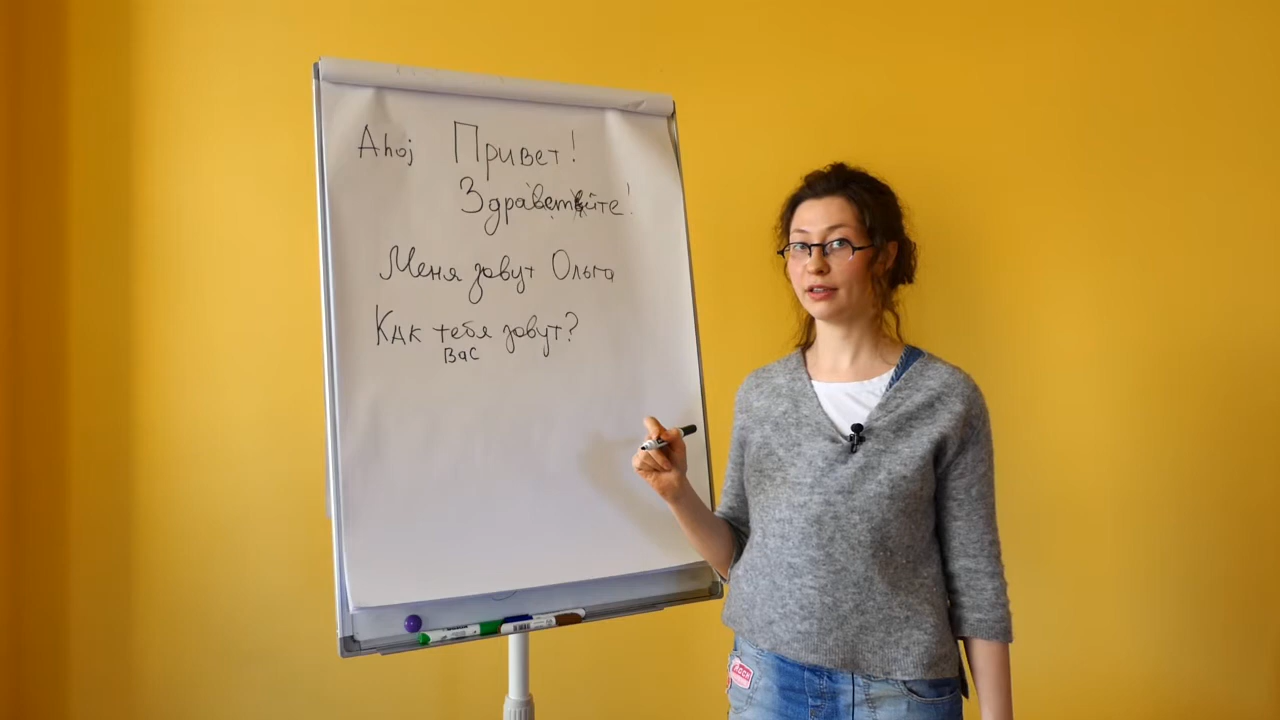 Ahoj Привет!
Здравствуйте!
Меня зовут Ольга
Как тебя зовут?
Вас